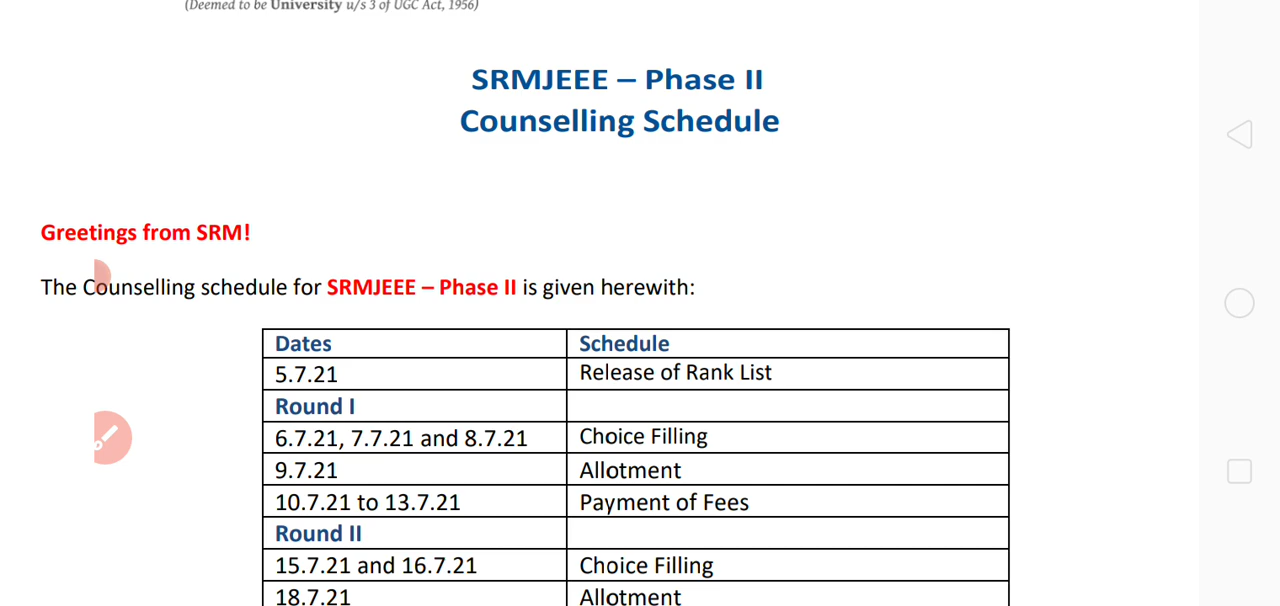 (Deemed to be University u/s 3 of UGC Act, 1956)
SRMJEEE – Phase II
Counselling Schedule
Greetings from SRM!
The Counselling schedule for SRMJEEE – Phase II is given herewith:
Dates Schedule
5.7.21 Release of Rank List
Round I
6.7.21, 7.7.21 and 8.7.21 Choice Filling
9.7.21 Allotment
10.7.21 to 13.7.21 Payment of Fees
Round II
15.7.21 and 16.7.21 Choice Filling
18.7.21 Allotment